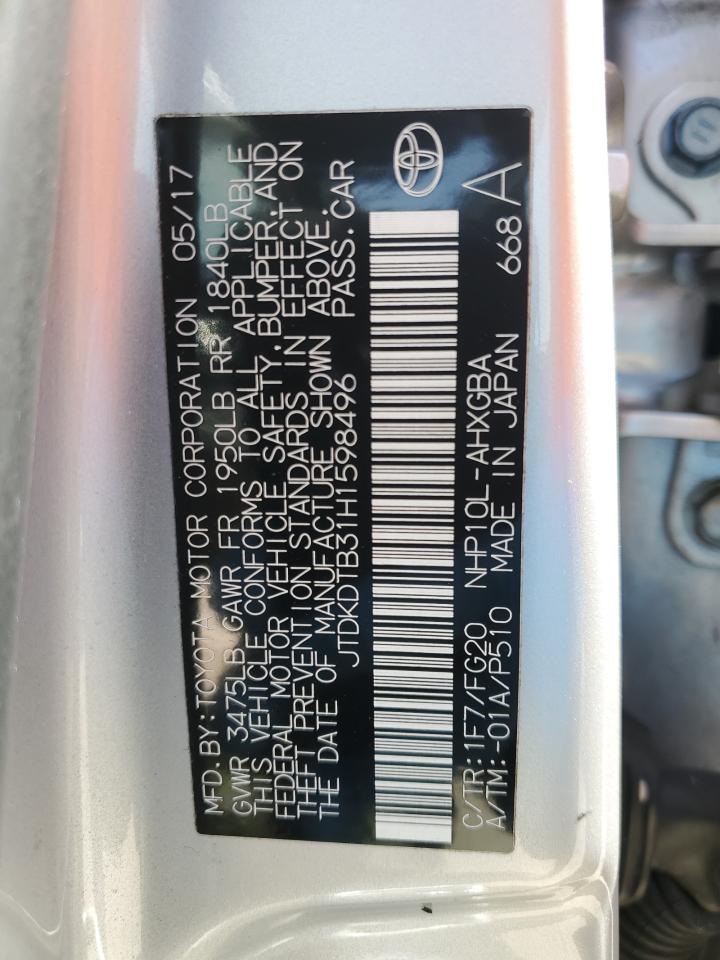 MFD.BY:TOYOTA MOTOR CORPORATION 05/17
GVWR 3475LB GAWR FR 1950LB RR 1840LB
THIS VEHICLE CONFORMS TO ALL APPLICABLE
FEDERAL MOTOR VEHICLE SAFETY,BUMPER,AND
THEFT PREVENTION STANDARDS IN EFFECT ON
THE DATE OF MANUFACTURE SHOWN ABOVE.
JTDKDTB31H1598496 PASS.CAR
C/TR:1F7/FG20 NHP10L-AHXGBA 668 A
A/TM:-01A/P510 MADE IN JAPAN